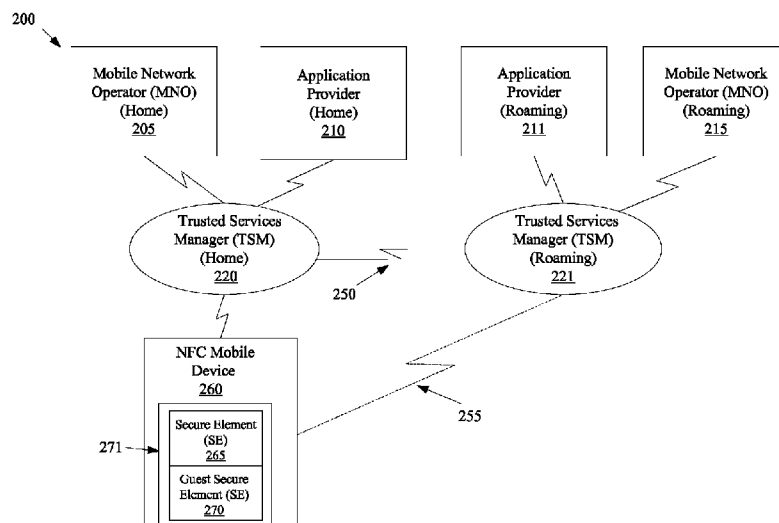 200
Mobile Network
Operator (MNO)
(Home)
205
Application
Provider
(Home)
210
Application
Provider
(Roaming)
211
Mobile Network
Operator (MNO)
(Roaming)
215
Trusted Services
Manager (TSM)
(Home)
220
Trusted Services
Manager (TSM)
(Roaming)
221
250
NFC Mobile
Device
260
255
271
Secure Element
(SE)
265
Guest Secure
Element (SE)
270